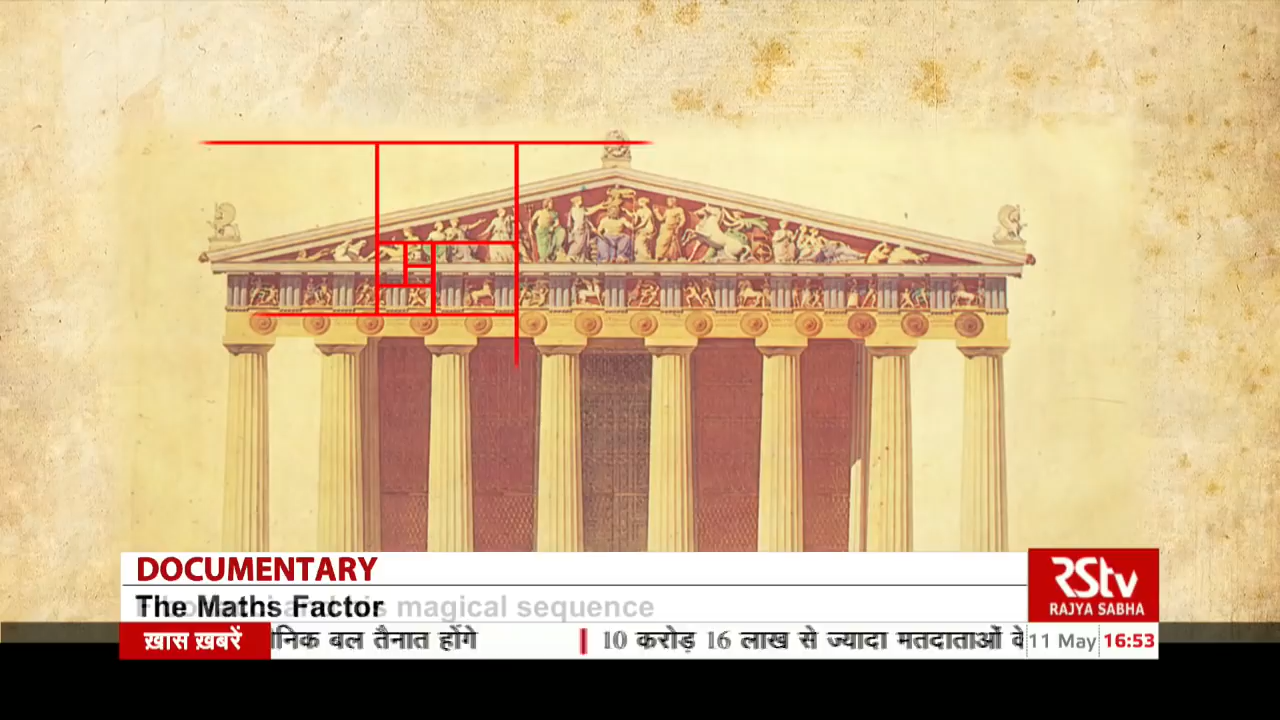 DOCUMENTARY
The Maths Factor
magical sequence
RStv
RAJYA SABHA
ख़ास ख़बरें
बल तैनात होंगे | 10 करोड़ 16 लाख से ज्यादा मतदाताओं
11 May 16:53